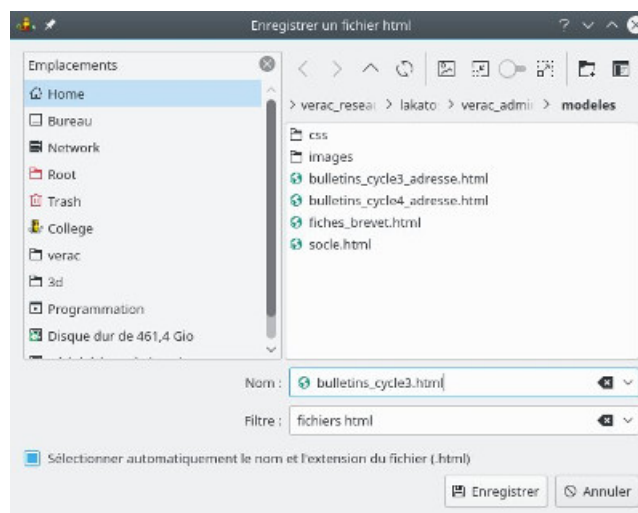 Enregistrer un fichier html
Emplacements
Home
Bureau
Network
Root
Trash
College
verac
3d
Programmation
Disque dur de 461,4 Gio
> verac_resea > lakato > verac_admi > modeles
css
images
bulletins_cycle3_adresse.html
bulletins_cycle4_adresse.html
fiches_brevet.html
socle.html
Nom : bulletins_cycle3.html
Filtre : fichiers html
Sélectionner automatiquement le nom et l'extension du fichier (.html)
Enregistrer Annuler